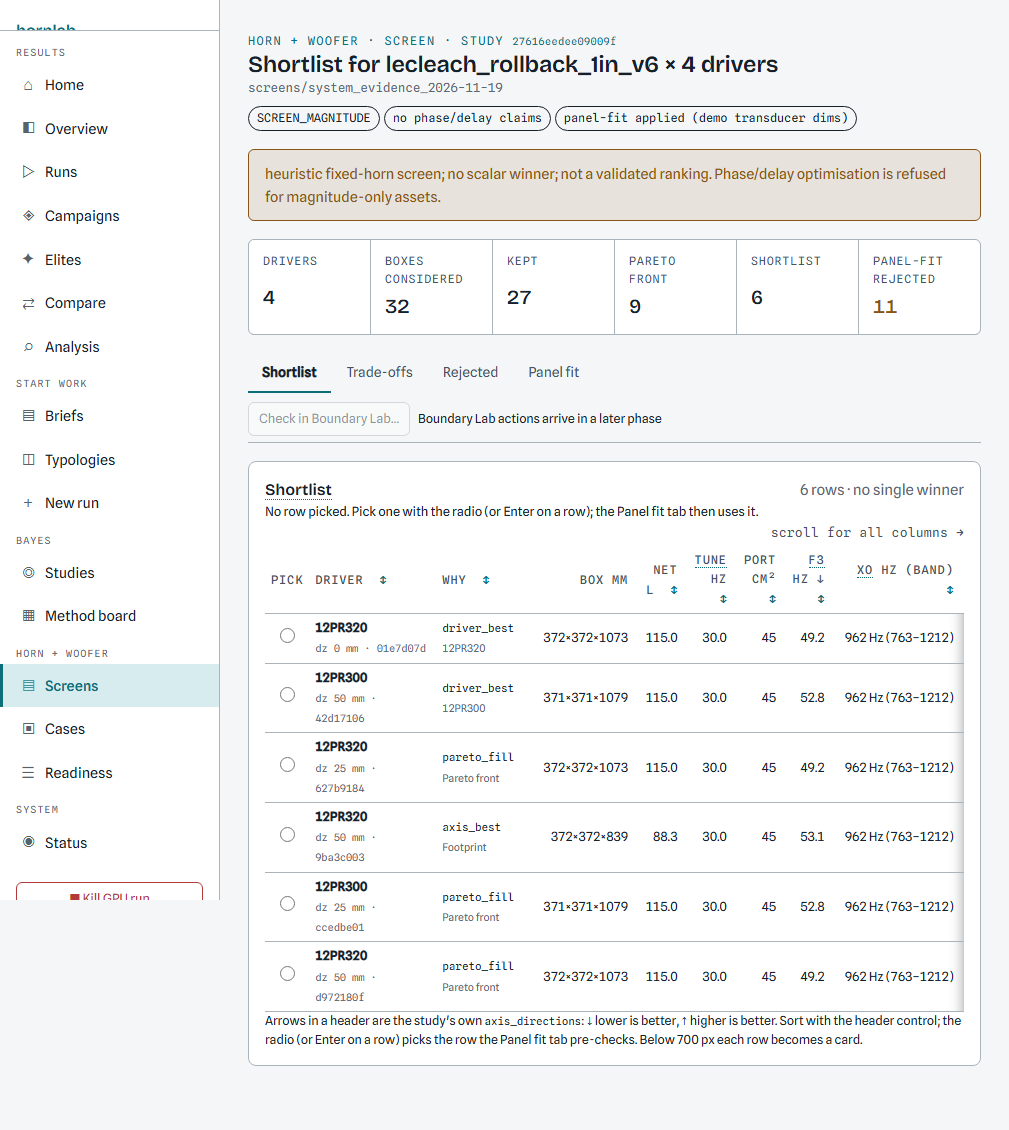 RESULTS
Home
Overview
Runs
Campaigns
Elites
Compare
Analysis
START WORK
Briefs
Typologies
New run
BAYES
Studies
Method board
HORN + WOOFER
Screens
Cases
Readiness
SYSTEM
Status
Kill GPU run
HORN + WOOFER · SCREEN · STUDY 27616eedee09009f
Shortlist for lecleach_rollback_1in_v6 × 4 drivers
screens/system_evidence_2026-11-19
SCREEN_MAGNITUDE no phase/delay claims panel-fit applied (demo transducer dims)
heuristic fixed-horn screen; no scalar winner; not a validated ranking. Phase/delay optimisation is refused
for magnitude-only assets.
DRIVERS
4
BOXES
CONSIDERED
32
KEPT
27
PARETO
FRONT
9
SHORTLIST
6
PANEL-FIT
REJECTED
11
Shortlist Trade-offs Rejected Panel fit
Check in Boundary Lab… Boundary Lab actions arrive in a later phase
Shortlist 6 rows · no single winner
No row picked. Pick one with the radio (or Enter on a row); the Panel fit tab then uses it.
scroll for all columns →
PICK DRIVER ↕ WHY ↕ BOX MM NET L ↕ TUNE HZ ↕ PORT CM² ↕ F3 HZ ↓ ↕ XO HZ (BAND) ↕
12PR320 driver_best 372×372×1073 115.0 30.0 45 49.2 962 Hz (763–1212)
dz 0 mm · 01e7d07d 12PR320
12PR300 driver_best 371×371×1079 115.0 30.0 45 52.8 962 Hz (763–1212)
dz 50 mm · 12PR300
42d17106
12PR320 pareto_fill 372×372×1073 115.0 30.0 45 49.2 962 Hz (763–1212)
dz 25 mm · Pareto front
627b9184
12PR320 axis_best 372×372×839 88.3 30.0 45 53.1 962 Hz (763–1212)
dz 50 mm · Footprint
9ba3c003
12PR300 pareto_fill 371×371×1079 115.0 30.0 45 52.8 962 Hz (763–1212)
dz 25 mm · Pareto front
ccedbe01
12PR320 pareto_fill 372×372×1073 115.0 30.0 45 49.2 962 Hz (763–1212)
dz 50 mm · Pareto front
d972180f
Arrows in a header are the study's own axis_directions: ↓ lower is better, ↑ higher is better. Sort with the header control; the
radio (or Enter on a row) picks the row the Panel fit tab pre-checks. Below 700 px each row becomes a card.